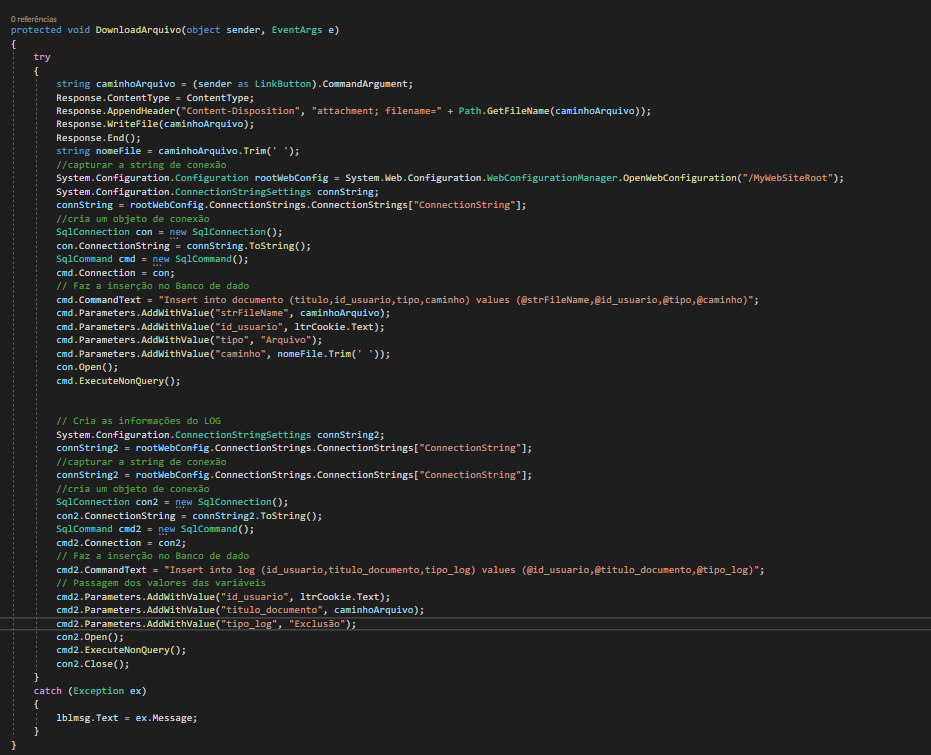 0 referências
protected void DownloadArquivo(object sender, EventArgs e)
{
try
{
string caminhoArquivo = (sender as LinkButton).CommandArgument;
Response.ContentType = ContentType;
Response.AppendHeader("Content-Disposition", "attachment; filename=" + Path.GetFileName(caminhoArquivo));
Response.WriteFile(caminhoArquivo);
Response.End();
string nomeFile = caminhoArquivo.Trim(' ');
//capturar a string de conexão
System.Configuration.Configuration rootWebConfig = System.Web.Configuration.WebConfigurationManager.OpenWebConfiguration("/MyWebSiteRoot");
System.Configuration.ConnectionStringSettings connString;
connString = rootWebConfig.ConnectionStrings.ConnectionStrings["ConnectionString"];
//cria um objeto de conexão
SqlConnection con = new SqlConnection();
con.ConnectionString = connString.ToString();
SqlCommand cmd = new SqlCommand();
cmd.Connection = con;
// Faz a inserção no Banco de dado
cmd.CommandText = "Insert into documento (titulo,id_usuario,tipo,caminho) values (@strFileName,@id_usuario,@tipo,@caminho)";
cmd.Parameters.AddWithValue("strFileName", caminhoArquivo);
cmd.Parameters.AddWithValue("id_usuario", ltrCookie.Text);
cmd.Parameters.AddWithValue("tipo", "Arquivo");
cmd.Parameters.AddWithValue("caminho", nomeFile.Trim(' '));
con.Open();
cmd.ExecuteNonQuery();
// Cria as informações do LOG
System.Configuration.ConnectionStringSettings connString2;
connString2 = rootWebConfig.ConnectionStrings.ConnectionStrings["ConnectionString"];
//capturar a string de conexão
connString2 = rootWebConfig.ConnectionStrings.ConnectionStrings["ConnectionString"];
//cria um objeto de conexão
SqlConnection con2 = new SqlConnection();
con2.ConnectionString = connString2.ToString();
SqlCommand cmd2 = new SqlCommand();
cmd2.Connection = con2;
// Faz a inserção no Banco de dado
cmd2.CommandText = "Insert into log (id_usuario,titulo_documento,tipo_log) values (@id_usuario,@titulo_documento,@tipo_log)";
// Passagem dos valores das variáveis
cmd2.Parameters.AddWithValue("id_usuario", ltrCookie.Text);
cmd2.Parameters.AddWithValue("titulo_documento", caminhoArquivo);
cmd2.Parameters.AddWithValue("tipo_log", "Exclusão");
con2.Open();
cmd2.ExecuteNonQuery();
con2.Close();
}
catch (Exception ex)
{
lblmsg.Text = ex.Message;
}
}